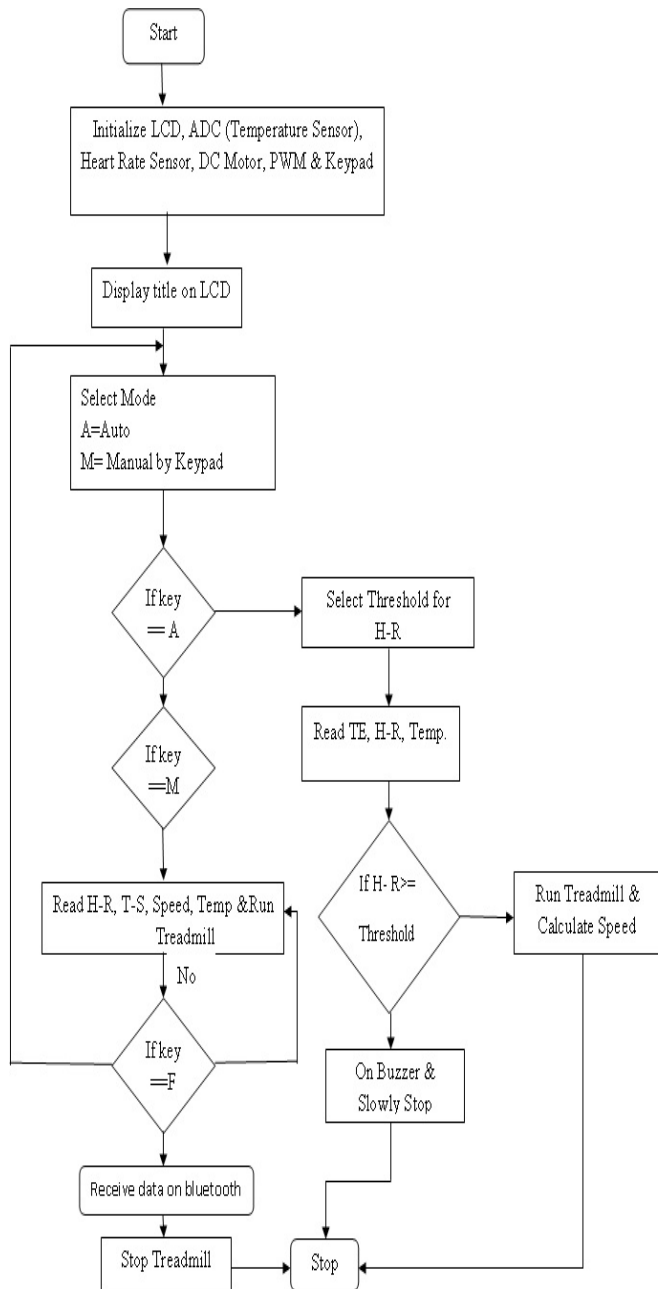 Start
Initialize LCD, ADC (Temperature Sensor),
Heart Rate Sensor, DC Motor, PWM & Keypad
Display title on LCD
Select Mode
A=Auto
M= Manual by Keypad
If key
== A
Select Threshold for
H-R
Read TE, H-R, Temp.
If key
==M
If H- R>=
Threshold
Run Treadmill &
Calculate Speed
Read H-R, T-S, Speed, Temp &Run
Treadmill
No
If key
==F
On Buzzer &
Slowly Stop
Receive data on bluetooth
Stop Treadmill
Stop